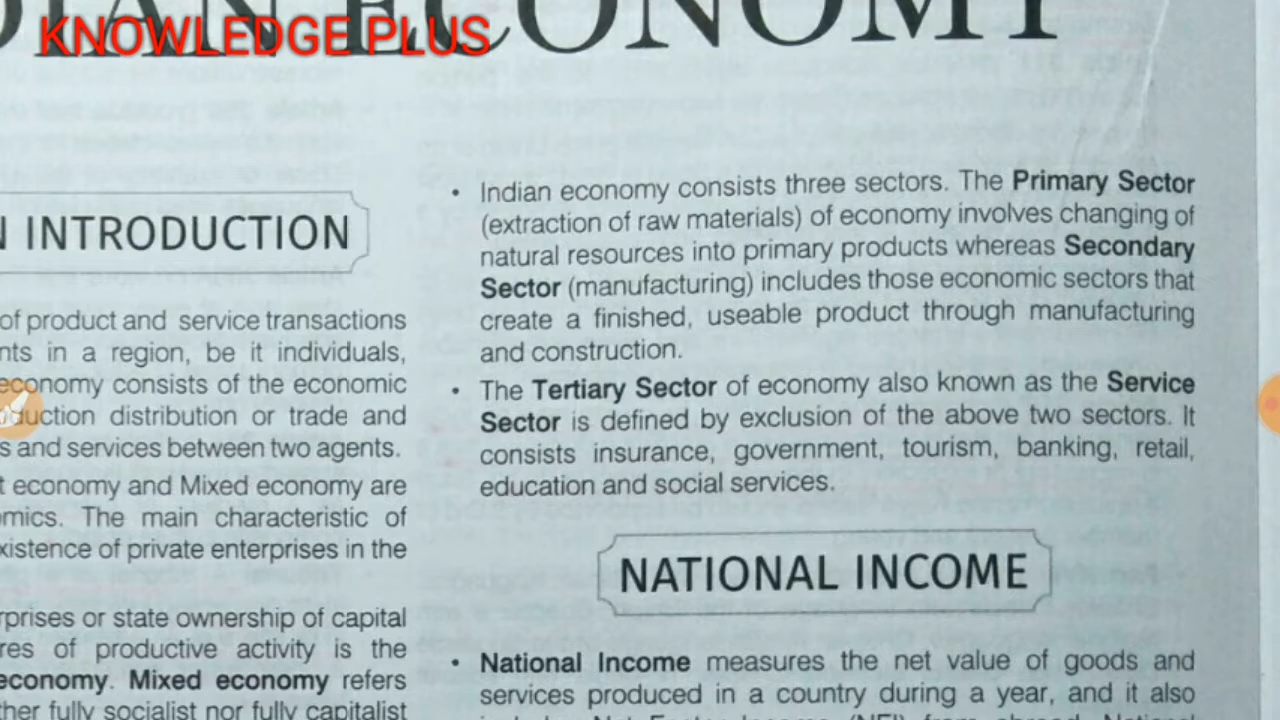 DIAN ECONOMY
KNOWLEDGE PLUS
N INTRODUCTION
of product and service transactions
nts in a region, be it individuals,
economy consists of the economic
duction distribution or trade and
s and services between two agents.
t economy and Mixed economy are
omics. The main characteristic of
xistence of private enterprises in the
rprises or state ownership of capital
res of productive activity is the
economy. Mixed economy refers
ther fully socialist nor fully capitalist
• Indian economy consists three sectors. The Primary Sector
(extraction of raw materials) of economy involves changing of
natural resources into primary products whereas Secondary
Sector (manufacturing) includes those economic sectors that
create a finished, useable product through manufacturing
and construction.
• The Tertiary Sector of economy also known as the Service
Sector is defined by exclusion of the above two sectors. It
consists insurance, government, tourism, banking, retail,
education and social services.
NATIONAL INCOME
• National Income measures the net value of goods and
services produced in a country during a year, and it also